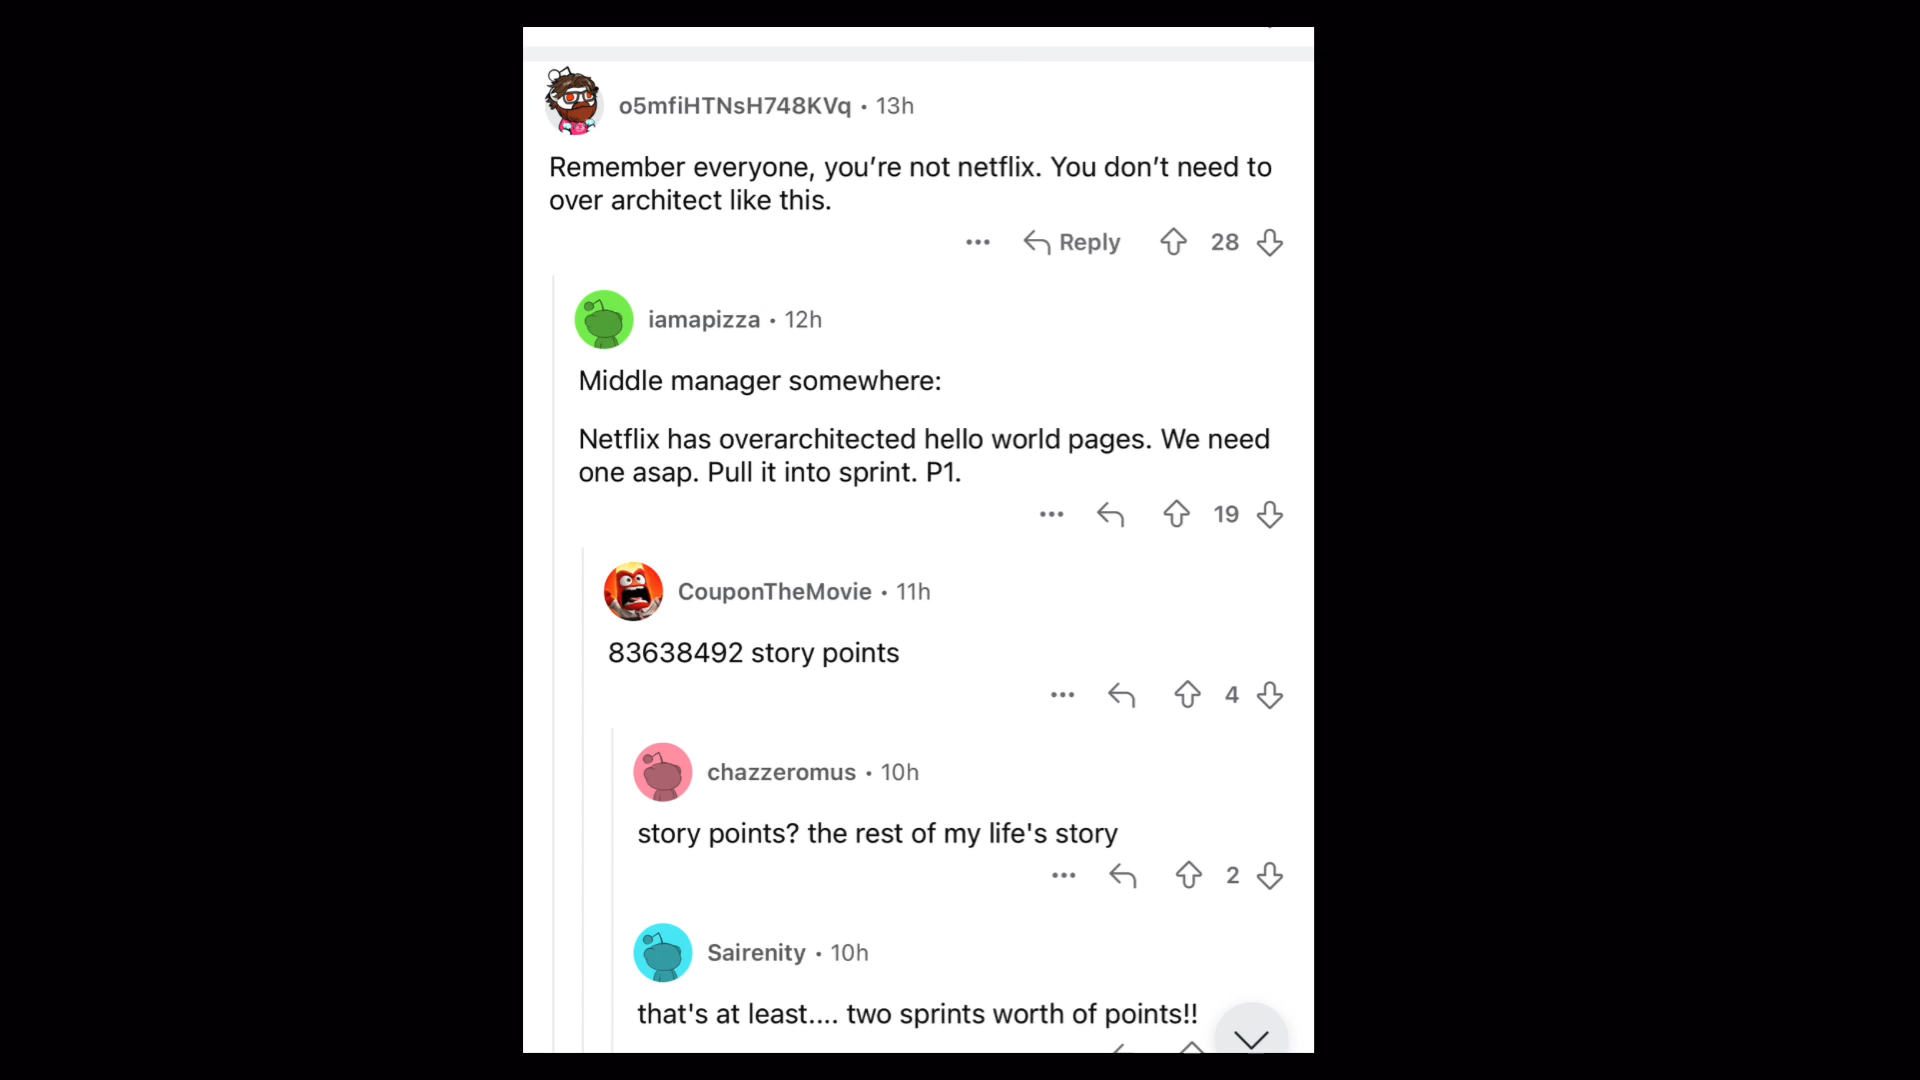 o5mfiHTNsH748KVq • 13h
Remember everyone, you’re not netflix. You don’t need to
over architect like this.
Reply 28
iamapizza • 12h
Middle manager somewhere:
Netflix has overarchitected hello world pages. We need
one asap. Pull it into sprint. P1.
19
CouponTheMovie • 11h
83638492 story points
4
chazzeromus • 10h
story points? the rest of my life's story
2
Sairenity • 10h
that's at least.... two sprints worth of points!!